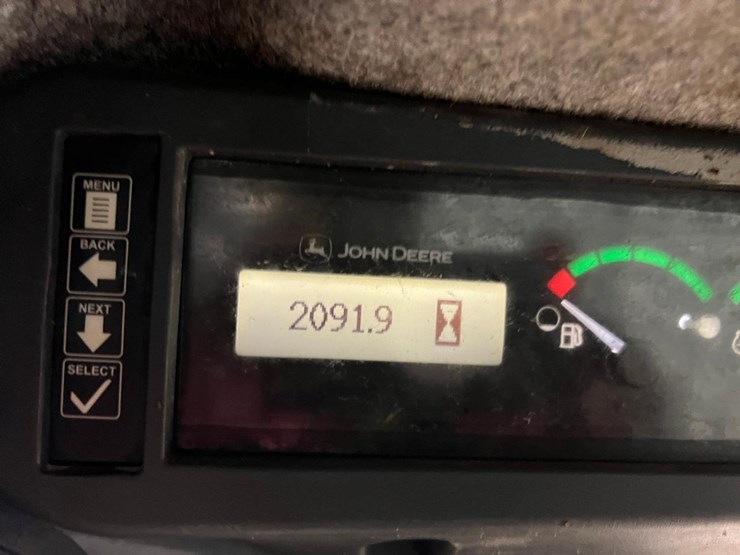 MENU
BACK
NEXT
SELECT
JOHN DEERE
2091.9